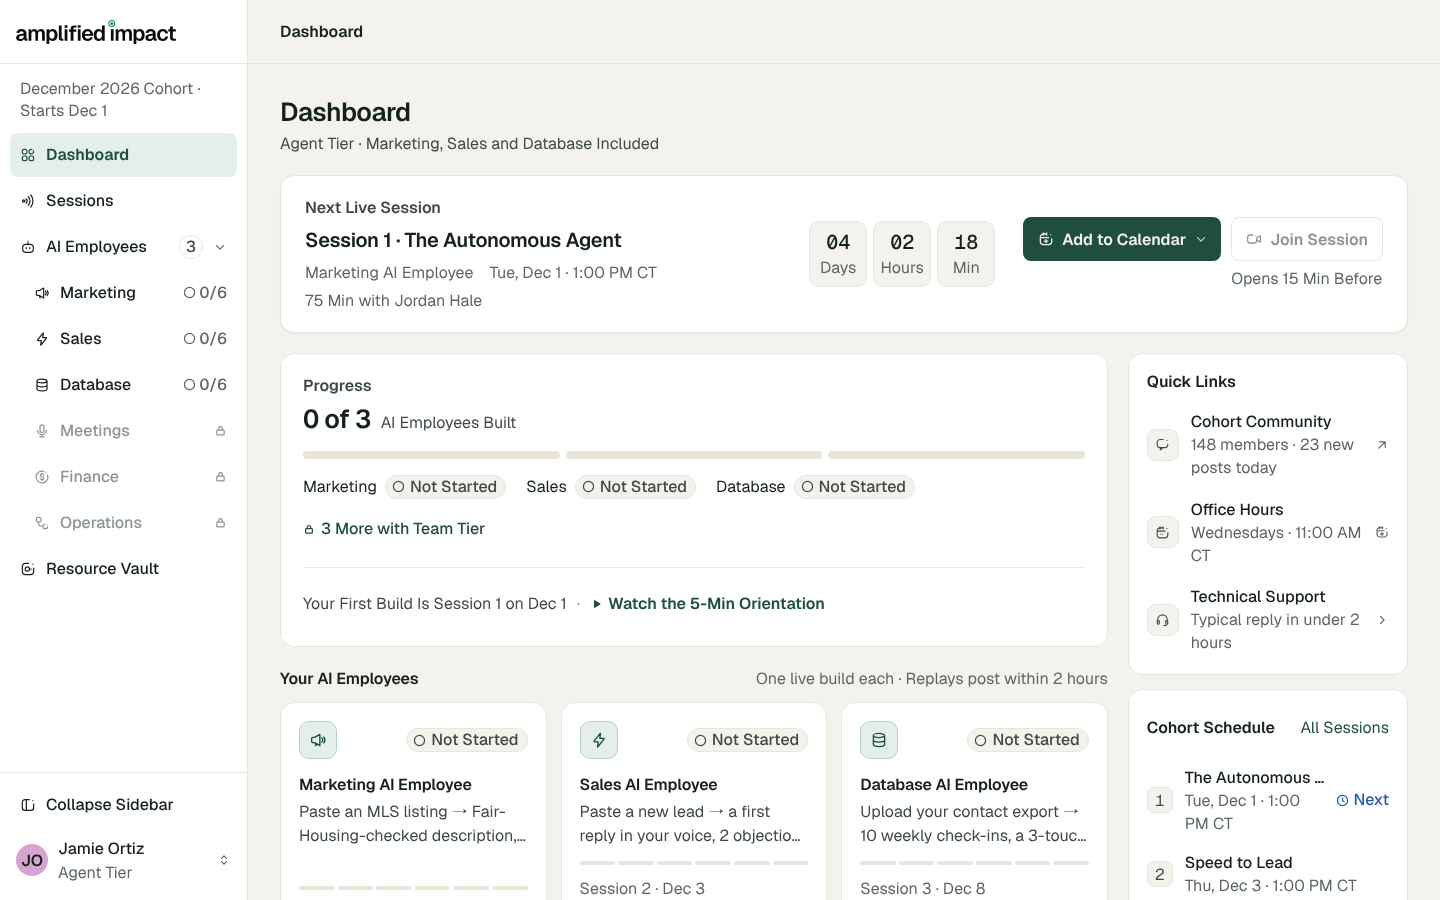 amplified impact
December 2026 Cohort ·
Starts Dec 1
Dashboard
Sessions
AI Employees 3
Marketing 0/6
Sales 0/6
Database 0/6
Meetings
Finance
Operations
Resource Vault
Collapse Sidebar
JO
Jamie Ortiz
Agent Tier
Dashboard
Dashboard
Agent Tier · Marketing, Sales and Database Included
Next Live Session
Session 1 · The Autonomous Agent
Marketing AI Employee Tue, Dec 1 · 1:00 PM CT
75 Min with Jordan Hale
04 Days
02 Hours
18 Min
Add to Calendar
Join Session
Opens 15 Min Before
Progress
0 of 3 AI Employees Built
Marketing Not Started Sales Not Started Database Not Started
3 More with Team Tier
Your First Build Is Session 1 on Dec 1 · Watch the 5-Min Orientation
Your AI Employees
One live build each · Replays post within 2 hours
Not Started
Marketing AI Employee
Paste an MLS listing → Fair-
Housing-checked description,...
Not Started
Sales AI Employee
Paste a new lead → a first
reply in your voice, 2 objectio...
Session 2 · Dec 3
Not Started
Database AI Employee
Upload your contact export →
10 weekly check-ins, a 3-touc...
Session 3 · Dec 8
Quick Links
Cohort Community
148 members · 23 new
posts today
Office Hours
Wednesdays · 11:00 AM
CT
Technical Support
Typical reply in under 2
hours
Cohort Schedule All Sessions
1
The Autonomous ...
Tue, Dec 1 · 1:00
PM CT
Next
2
Speed to Lead
Thu, Dec 3 · 1:00 PM CT